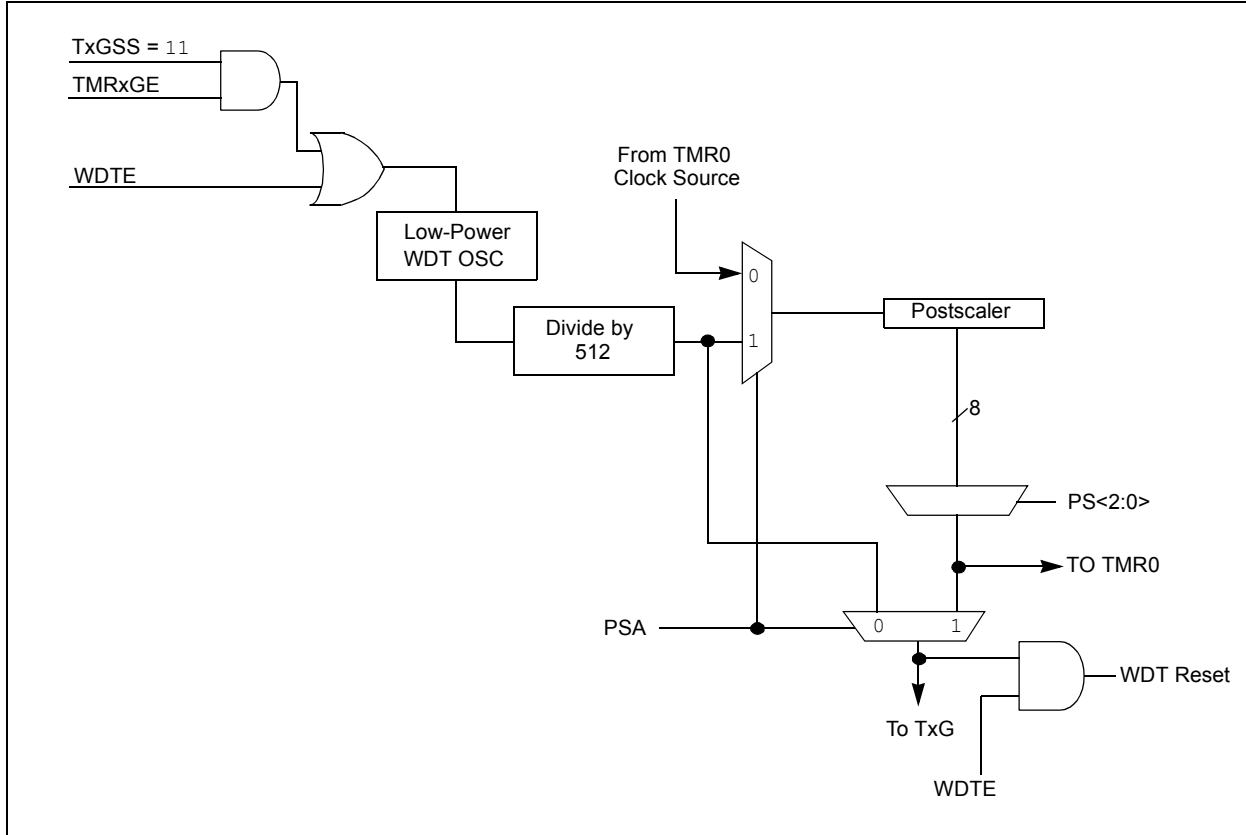 TxGSS = 11
TMRxGE
WDTE
From TMR0
Clock Source
Low-Power
WDT OSC
0
Postscaler
Divide by
512
1
8
PS<2:0>
TO TMR0
PSA
0
1
WDT Reset
To TxG
WDTE